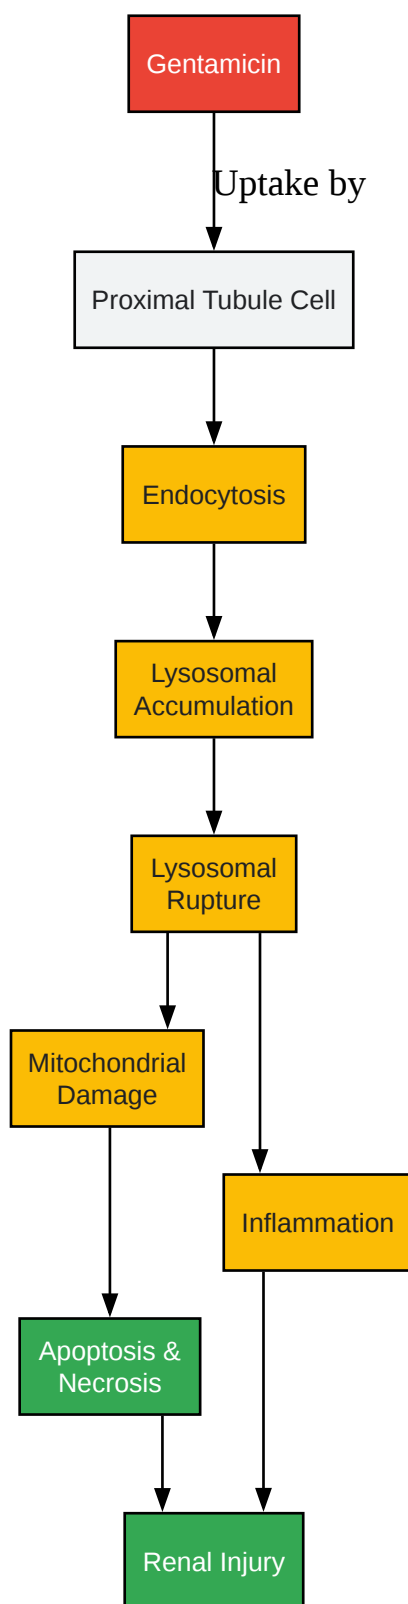 Gentamicin
Uptake by
Proximal Tubule Cell
Endocytosis
Lysosomal
Accumulation
Lysosomal
Rupture
Mitochondrial
Damage
Inflammation
Apoptosis &
Necrosis
Renal Injury